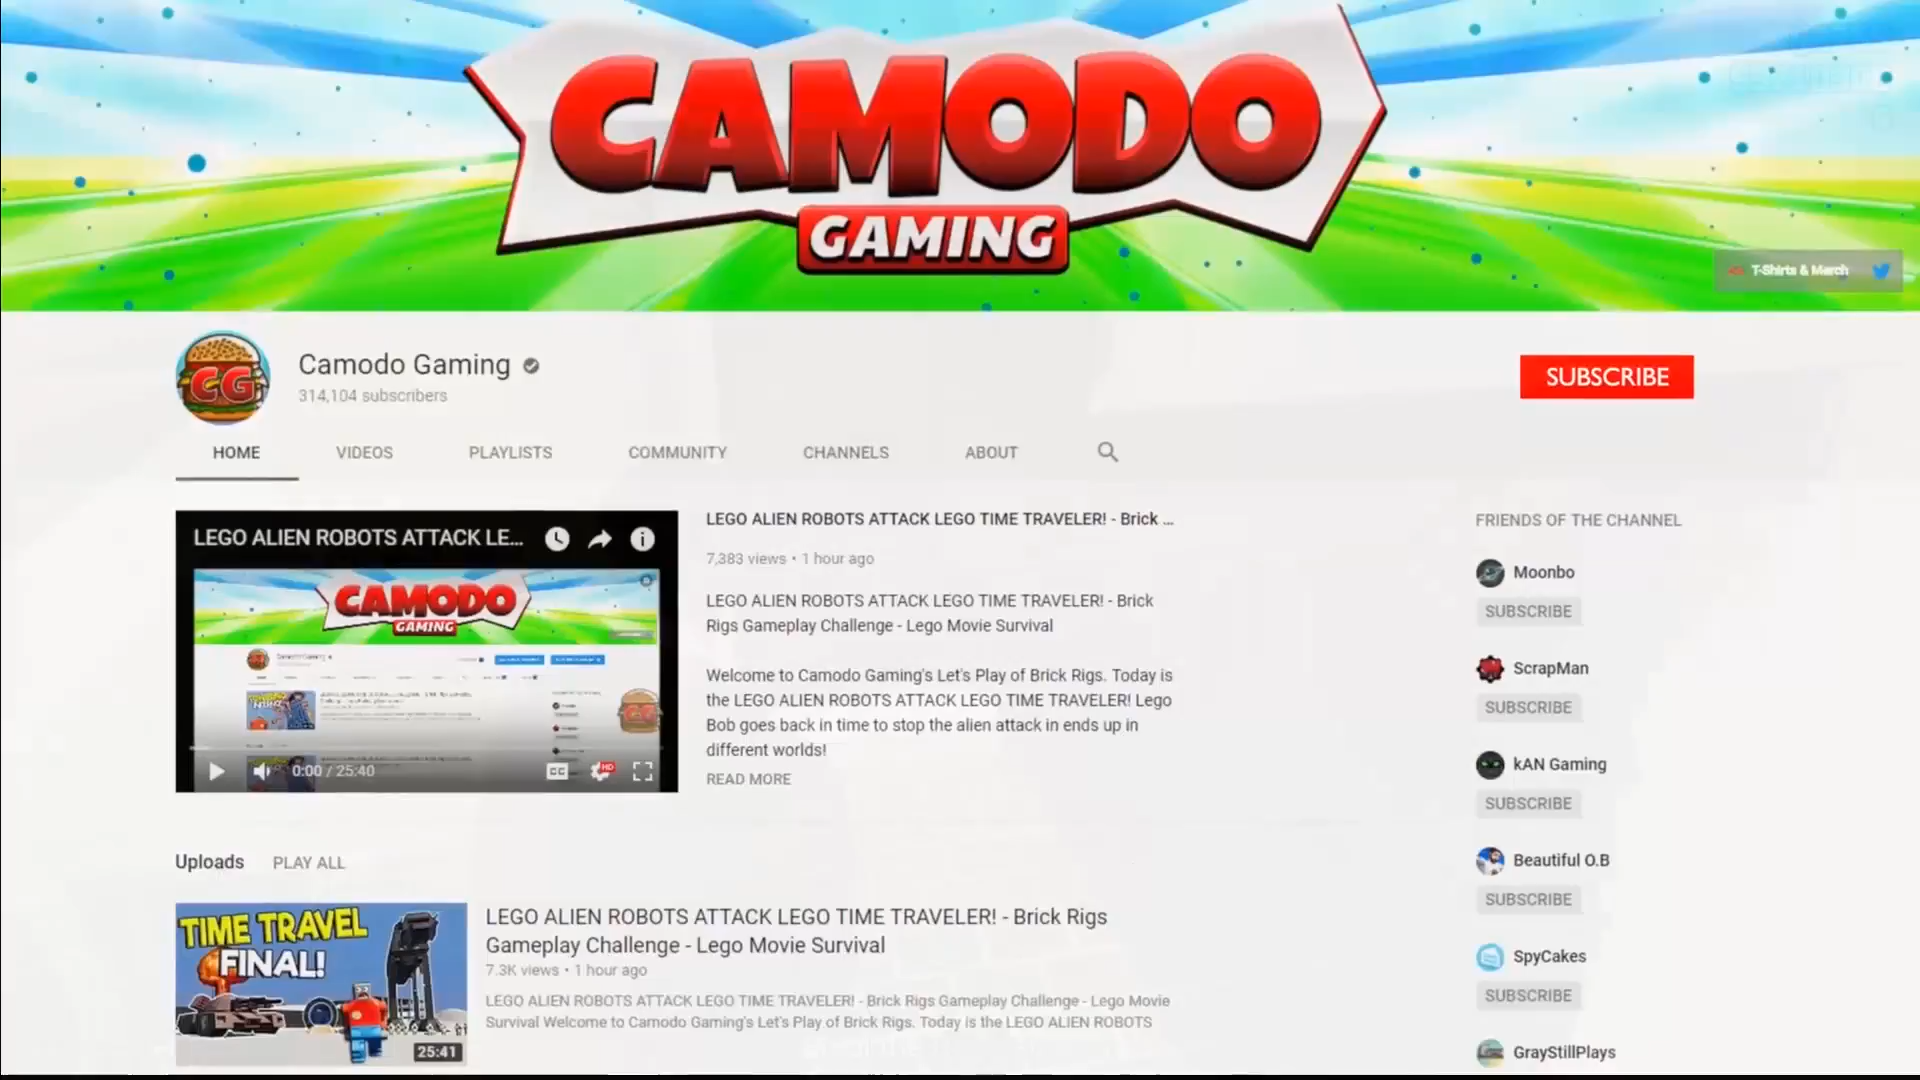 CAMODO
GAMING
T-Shirts & Merch
CG
Camodo Gaming
314,104 subscribers
SUBSCRIBE
HOME
VIDEOS
PLAYLISTS
COMMUNITY
CHANNELS
ABOUT
LEGO ALIEN ROBOTS ATTACK LE...
CAMODO
GAMING
CG
0:00 / 25:40
CC
HD
LEGO ALIEN ROBOTS ATTACK LEGO TIME TRAVELER! - Brick ...
7,383 views • 1 hour ago
LEGO ALIEN ROBOTS ATTACK LEGO TIME TRAVELER! - Brick
Rigs Gameplay Challenge - Lego Movie Survival
Welcome to Camodo Gaming's Let's Play of Brick Rigs. Today is
the LEGO ALIEN ROBOTS ATTACK LEGO TIME TRAVELER! Lego
Bob goes back in time to stop the alien attack in ends up in
different worlds!
READ MORE
FRIENDS OF THE CHANNEL
Moonbo
SUBSCRIBE
ScrapMan
SUBSCRIBE
kAN Gaming
SUBSCRIBE
Beautiful O.B
SUBSCRIBE
SpyCakes
SUBSCRIBE
GrayStillPlays
Uploads
PLAY ALL
TIME TRAVEL
FINAL!
25:41
LEGO ALIEN ROBOTS ATTACK LEGO TIME TRAVELER! - Brick Rigs
Gameplay Challenge - Lego Movie Survival
7.3K views • 1 hour ago
LEGO ALIEN ROBOTS ATTACK LEGO TIME TRAVELER! - Brick Rigs Gameplay Challenge - Lego Movie
Survival Welcome to Camodo Gaming's Let's Play of Brick Rigs. Today is the LEGO ALIEN ROBOTS